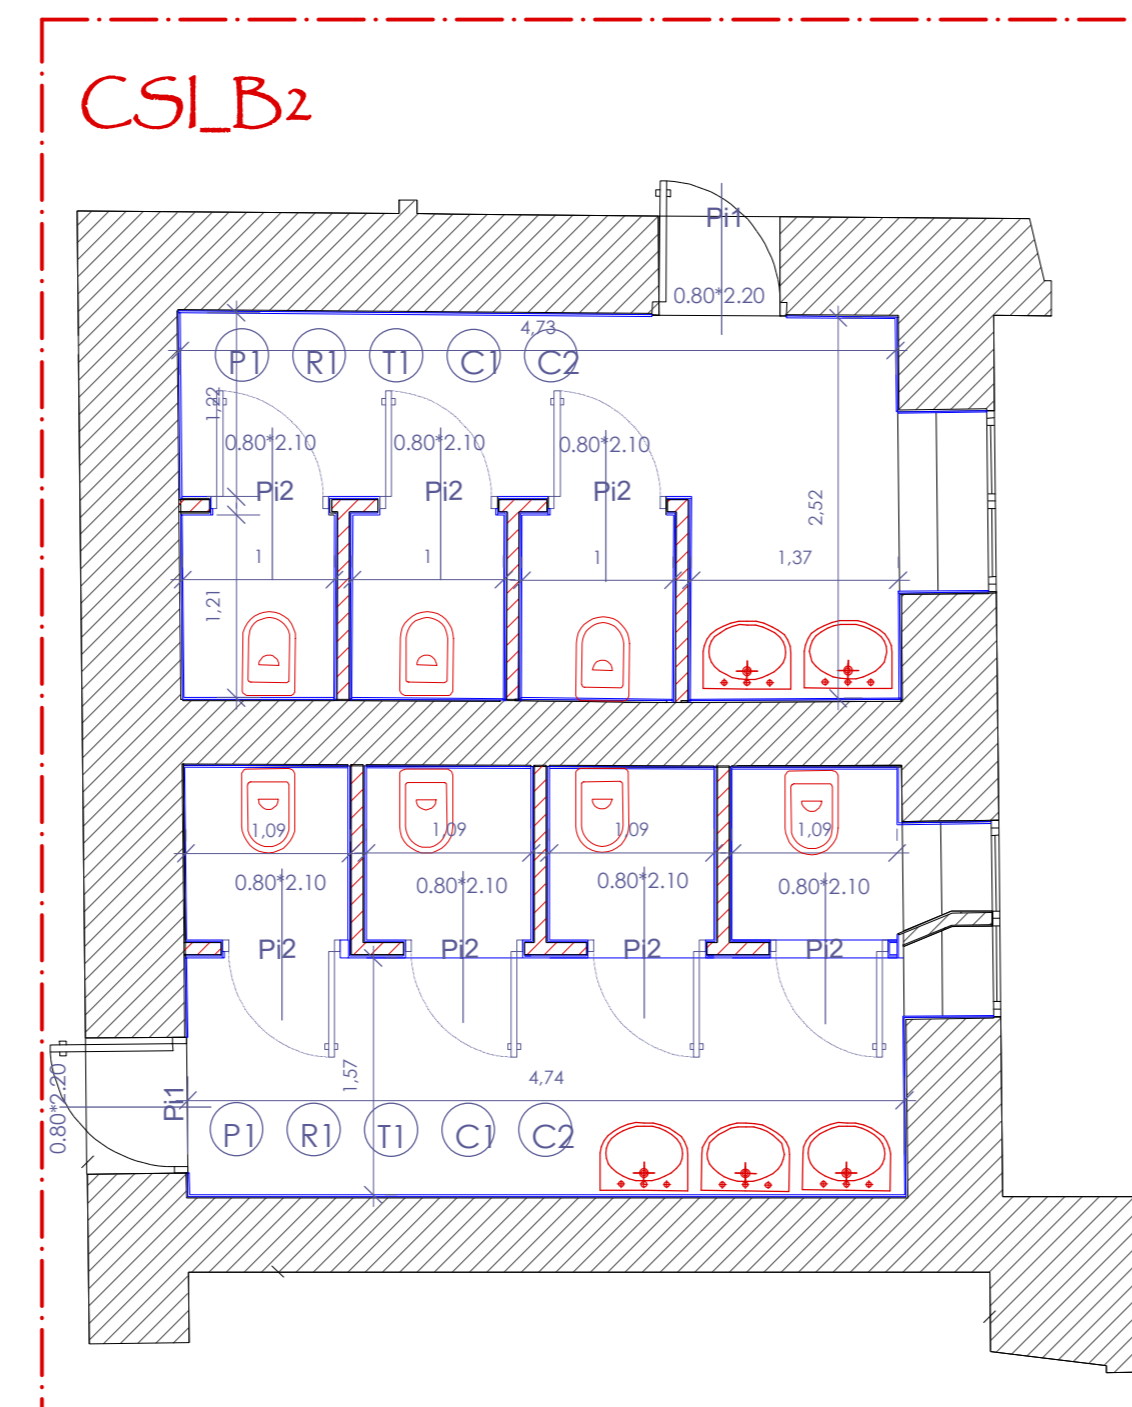 CSI_B2
Pi1
0.80*2.20
4,73
P1 R1 T1 C1 C2
1,22
0.80*2.10 0.80*2.10 0.80*2.10
Pi2 Pi2 Pi2
2,52
1 1 1 1,37
1,21
1,09 1,09 1,09 1,09
0.80*2.10 0.80*2.10 0.80*2.10 0.80*2.10
Pi2 Pi2 Pi2 Pi2
1,57
4,74
0.80*2.20
Pi1
P1 R1 T1 C1 C2